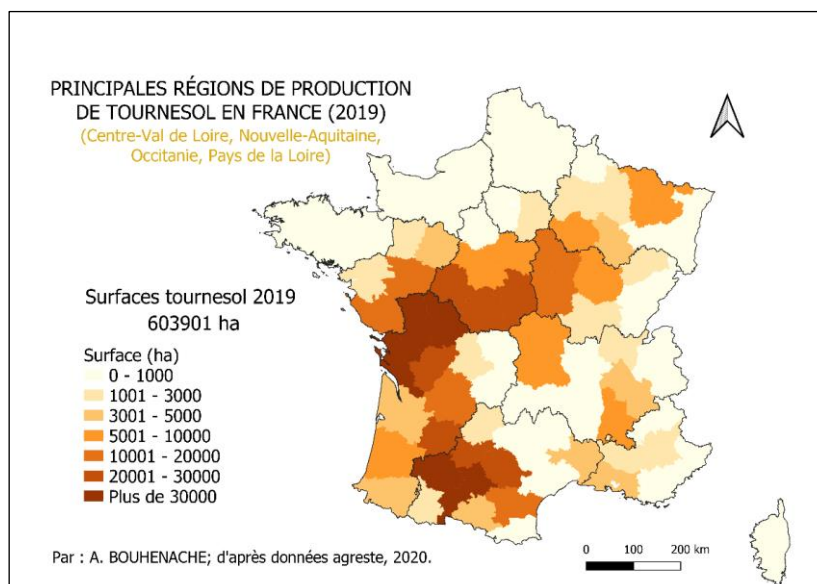 PRINCIPALES RÉGIONS DE PRODUCTION
DE TOURNESOL EN FRANCE (2019)
(Centre-Val de Loire, Nouvelle-Aquitaine,
Occitanie, Pays de la Loire)
Surfaces tournesol 2019
603901 ha
Surface (ha)
0 - 1000
1001 - 3000
3001 - 5000
5001 - 10000
10001 - 20000
20001 - 30000
Plus de 30000
Par : A. BOUHENACHE; d'après données agreste, 2020.
0 100 200 km